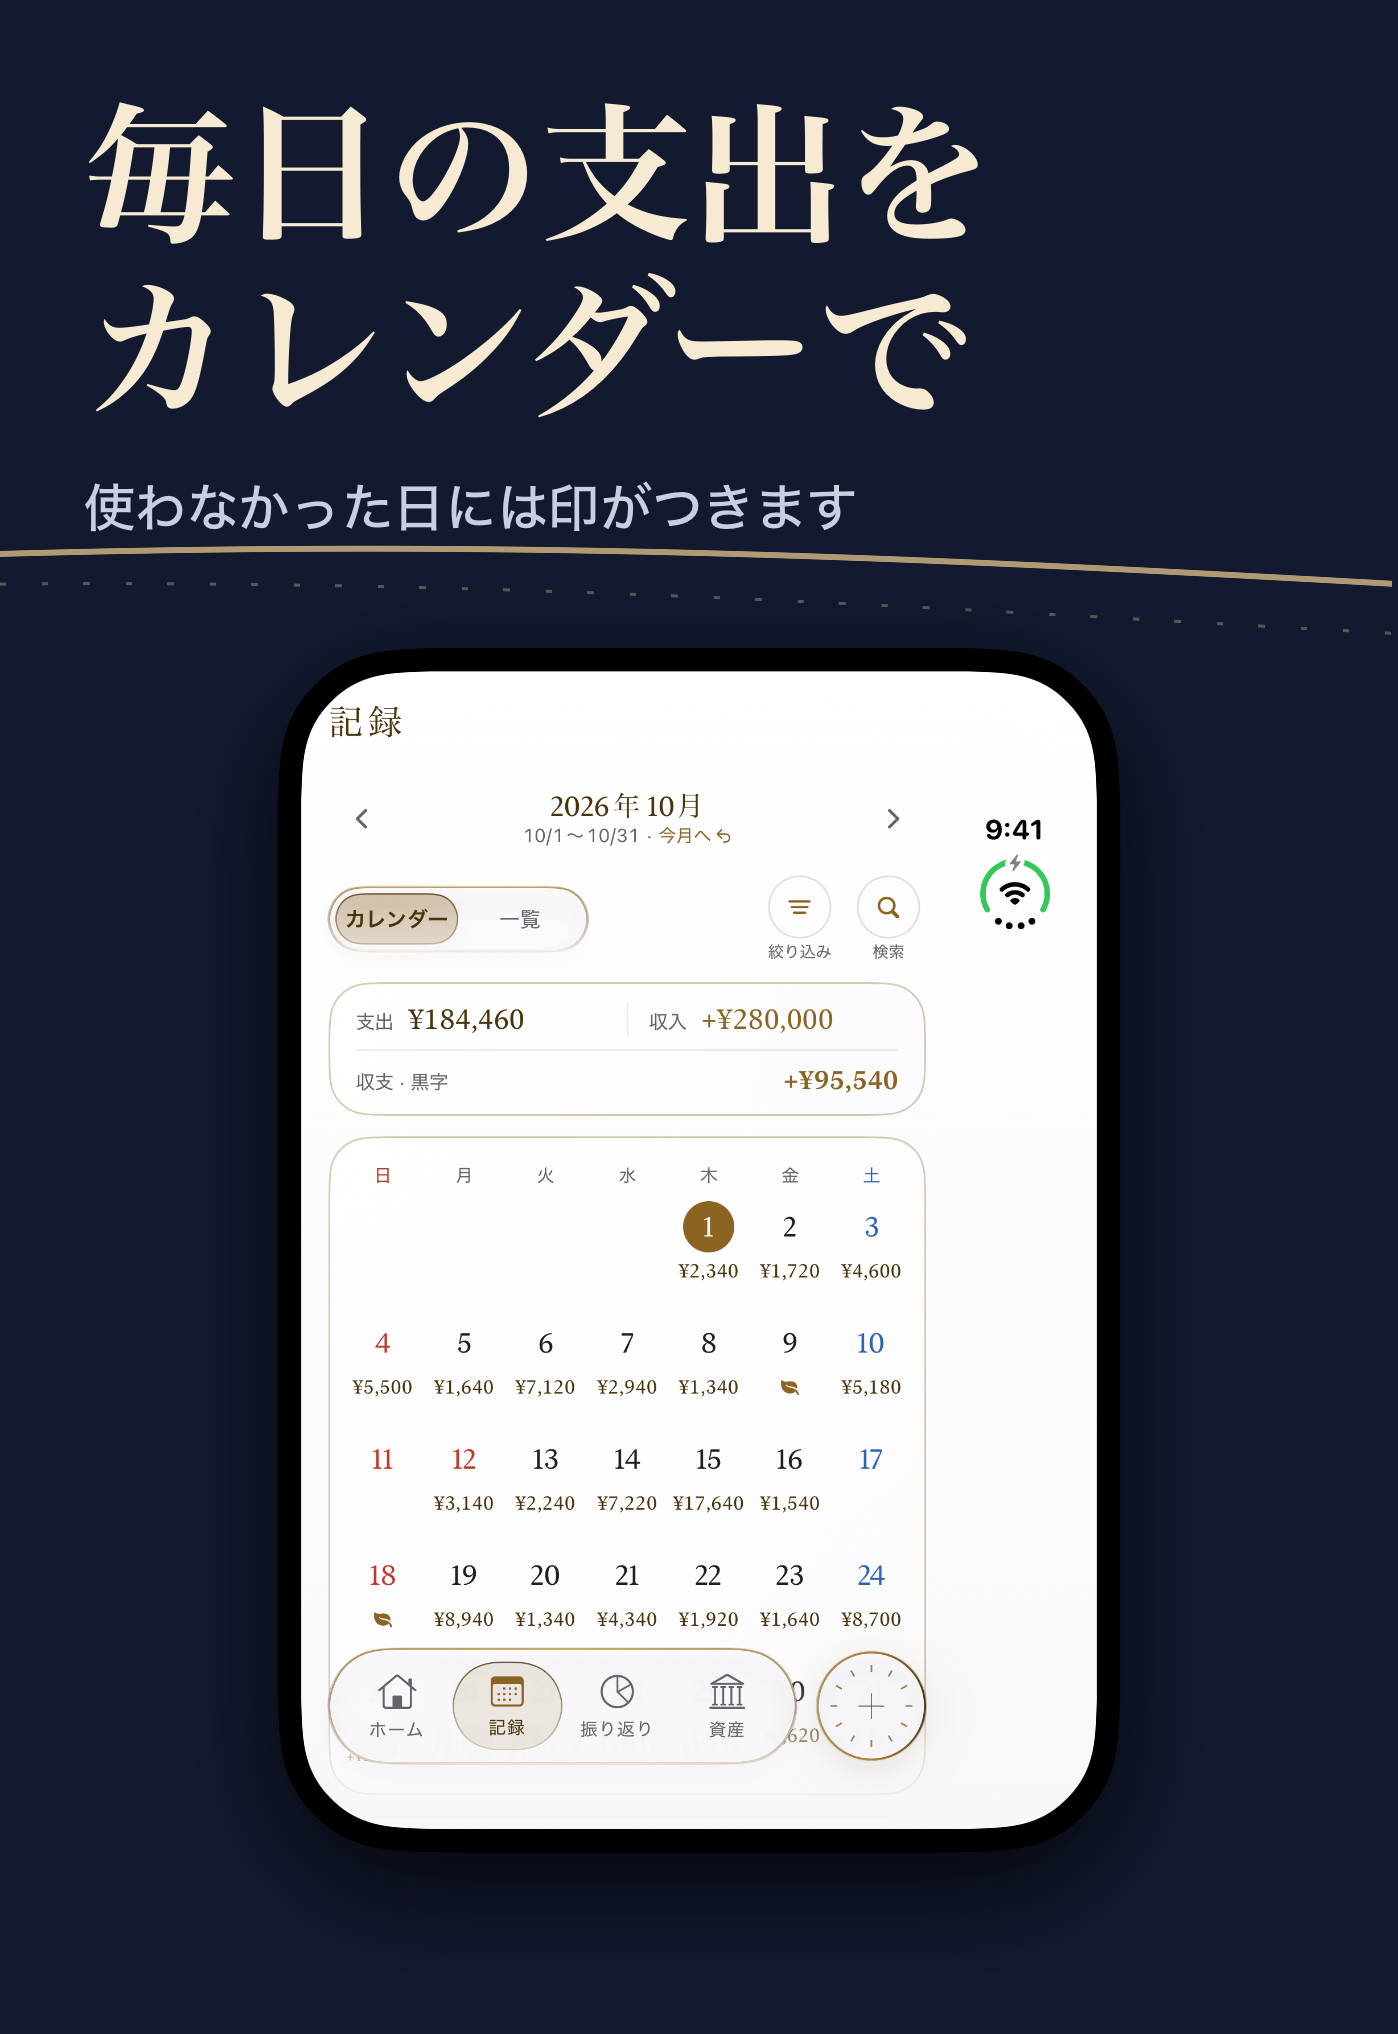 毎日の支出を
カレンダーで
使わなかった日には印がつきます
記録
2026年 10月
10/1〜10/31 · 今月へ
9:41
カレンダー 一覧
絞り込み 検索
支出 ¥184,460 収入 +¥280,000
収支 · 黒字 +¥95,540
日 月 火 水 木 金 土
1 2 3
¥2,340 ¥1,720 ¥4,600
4 5 6 7 8 9 10
¥5,500 ¥1,640 ¥7,120 ¥2,940 ¥1,340 ¥5,180
11 12 13 14 15 16 17
¥3,140 ¥2,240 ¥7,220 ¥17,640 ¥1,540
18 19 20 21 22 23 24
¥8,940 ¥1,340 ¥4,340 ¥1,920 ¥1,640 ¥8,700
ホーム 記録 振り返り 資産